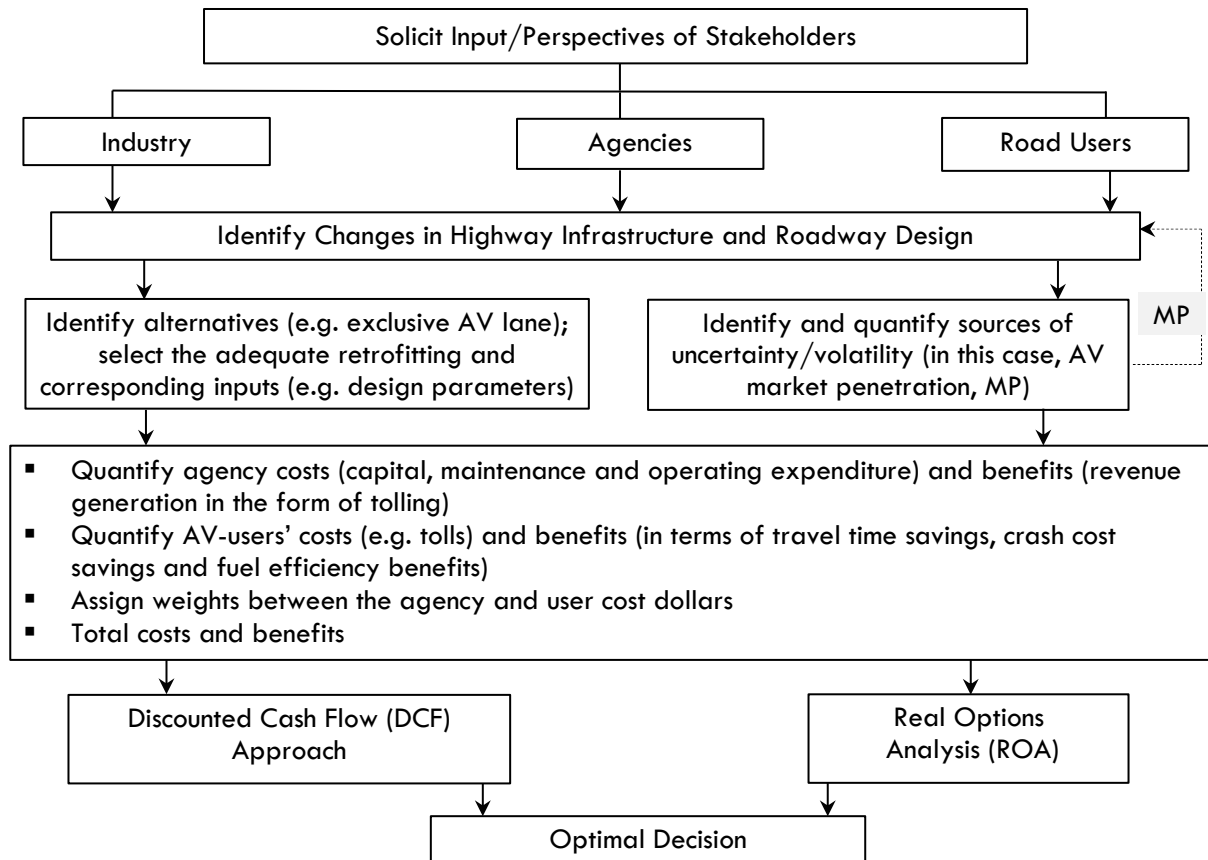 Solicit Input/Perspectives of Stakeholders
Industry
Agencies
Road Users
Identify Changes in Highway Infrastructure and Roadway Design
MP
Identify alternatives (e.g. exclusive AV lane);
select the adequate retrofitting and
corresponding inputs (e.g. design parameters)
Identify and quantify sources of
uncertainty/volatility (in this case, AV
market penetration, MP)
▪ Quantify agency costs (capital, maintenance and operating expenditure) and benefits (revenue
generation in the form of tolling)
▪ Quantify AV-users’ costs (e.g. tolls) and benefits (in terms of travel time savings, crash cost
savings and fuel efficiency benefits)
▪ Assign weights between the agency and user cost dollars
▪ Total costs and benefits
Discounted Cash Flow (DCF)
Approach
Real Options
Analysis (ROA)
Optimal Decision